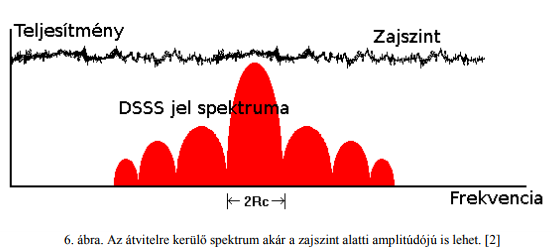 Teljesítmény
Zajszint
DSSS jel spektruma
2Rc
Frekvencia
6. ábra. Az átvitelre kerülő spektrum akár a zajszint alatti amplitúdójú is lehet. [2]